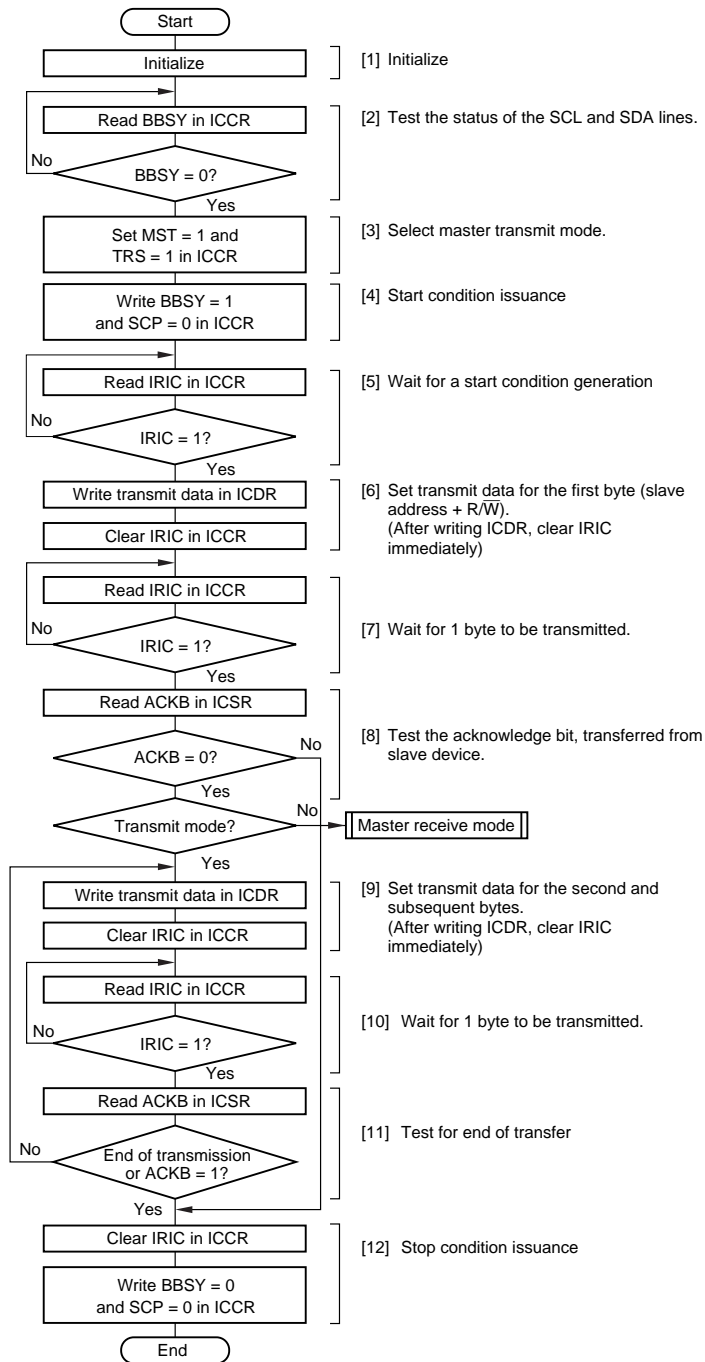 Start
Initialize
[1] Initialize
Read BBSY in ICCR
[2] Test the status of the SCL and SDA lines.
No
BBSY = 0?
Yes
Set MST = 1 and
TRS = 1 in ICCR
[3] Select master transmit mode.
Write BBSY = 1
and SCP = 0 in ICCR
[4] Start condition issuance
Read IRIC in ICCR
[5] Wait for a start condition generation
No
IRIC = 1?
Yes
Write transmit data in ICDR
Clear IRIC in ICCR
[6] Set transmit data for the first byte (slave
address + R/W̅).
(After writing ICDR, clear IRIC
immediately)
Read IRIC in ICCR
No
IRIC = 1?
[7] Wait for 1 byte to be transmitted.
Yes
Read ACKB in ICSR
[8] Test the acknowledge bit, transferred from
slave device.
No
ACKB = 0?
Yes
Transmit mode?
No
Master receive mode
Yes
Write transmit data in ICDR
Clear IRIC in ICCR
[9] Set transmit data for the second and
subsequent bytes.
(After writing ICDR, clear IRIC
immediately)
Read IRIC in ICCR
[10] Wait for 1 byte to be transmitted.
No
IRIC = 1?
Yes
Read ACKB in ICSR
[11] Test for end of transfer
No
End of transmission
or ACKB = 1?
Yes
Clear IRIC in ICCR
[12] Stop condition issuance
Write BBSY = 0
and SCP = 0 in ICCR
End